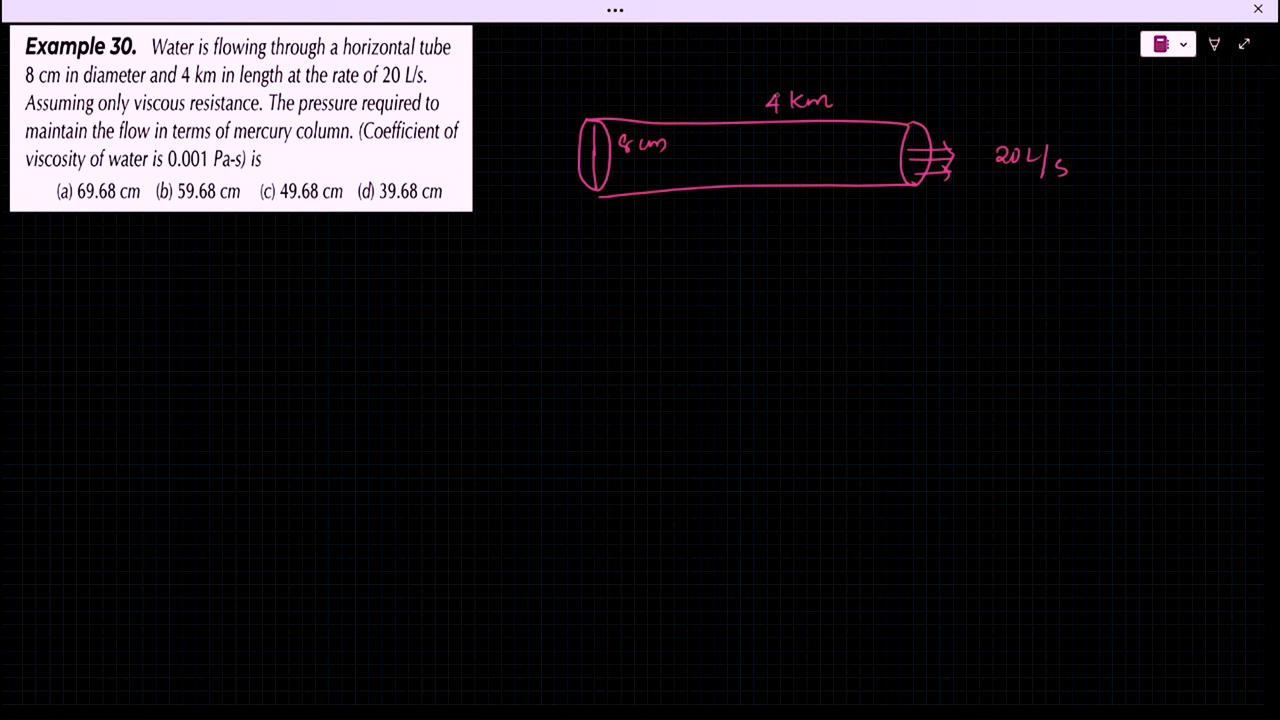 Example 30. Water is flowing through a horizontal tube
8 cm in diameter and 4 km in length at the rate of 20 L/s.
Assuming only viscous resistance. The pressure required to
maintain the flow in terms of mercury column. (Coefficient of
viscosity of water is 0.001 Pa-s) is
(a) 69.68 cm (b) 59.68 cm (c) 49.68 cm (d) 39.68 cm
4 km
8 cm
20 L/s